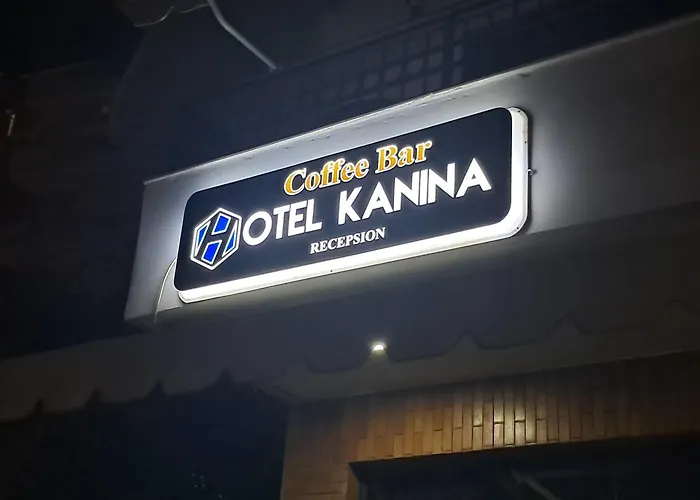 Coffee Bar
HOTEL KANINA
RECEPSION